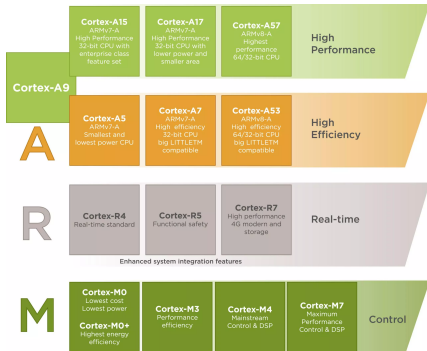 Cortex-A9
Cortex-A15
ARMv7-A
High Performance
32-bit CPU with
enterprise class
feature set
Cortex-A17
ARMv7-A
High Performance
32-bit CPU with
lower power and
smaller area
Cortex-A57
ARMv8-A
Highest
performance
64/32-bit CPU
High
Performance
A
Cortex-A5
ARMv7-A
Smallest and
lowest power CPU
Cortex-A7
ARMv7-A
High efficiency
32-bit CPU
big LITTLETM
compatible
Cortex-A53
ARMv8-A
High efficiency
64/32-bit CPU
big LITTLETM
compatible
High
Efficiency
R
Cortex-R4
Real-time standard
Cortex-R5
Functional safety
Cortex-R7
High performance
4G modern and
storage
Real-time
Enhanced system integration features
M
Cortex-M0
Lowest cost
Lowest power
Cortex-M0+
Highest energy
efficiency
Cortex-M3
Performance
efficiency
Cortex-M4
Mainstream
Control & DSP
Cortex-M7
Maximum
Performance
Control & DSP
Control